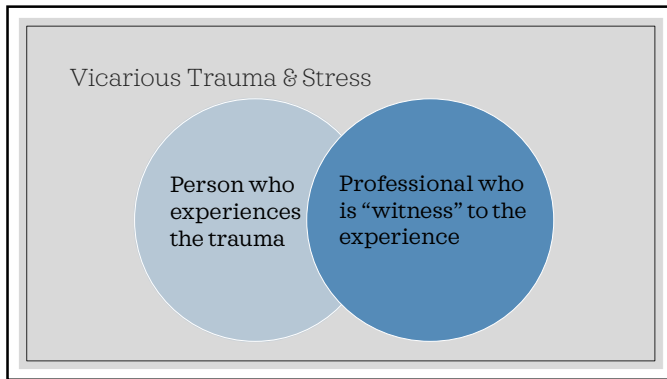 Vicarious Trauma & Stress
Person who
experiences
the trauma
Professional who
is “witness” to the
experience